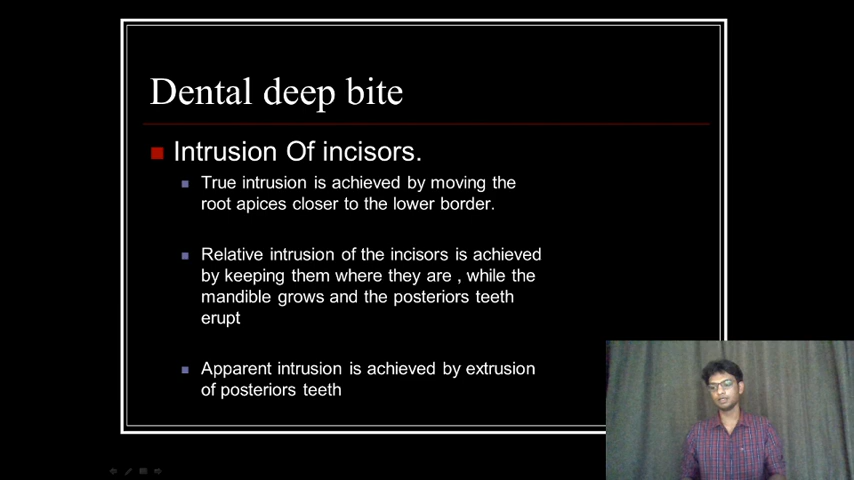 Dental deep bite
Intrusion Of incisors.
True intrusion is achieved by moving the
root apices closer to the lower border.
Relative intrusion of the incisors is achieved
by keeping them where they are , while the
mandible grows and the posteriors teeth
erupt
Apparent intrusion is achieved by extrusion
of posteriors teeth